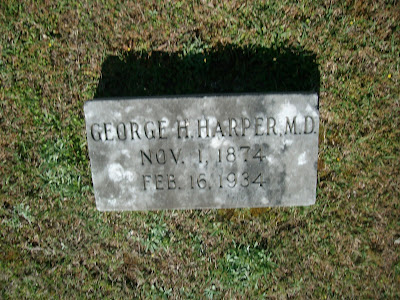 GEORGE H. HARPER, M.D.
NOV. 1, 1874
FEB. 16, 1934